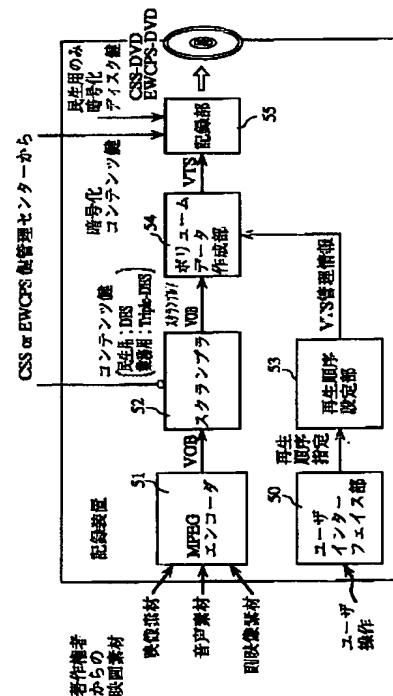 CSS or EWCPS 鍵管理センターから
著作権者
からの
映画素材
記録装置
コンテンツ鍵
民生用:DES
業務用:Triple-DES
暗号化
コンテンツ鍵
民生用のみ
暗号化
ディスク鍵
CSS-DVD
EWCPS-DVD
映像素材
音声素材
副映像素材
51
MPEG
エンコーダ
VOB
52
スクランブラ
スクランブルド
VOB
54
ボリューム
データ
作成部
VTS
記録部
55
ユーザ
操作
50
ユーザ
インター
フェイス部
再生
順序
指定
53
再生順序
設定部
VTS管理情報